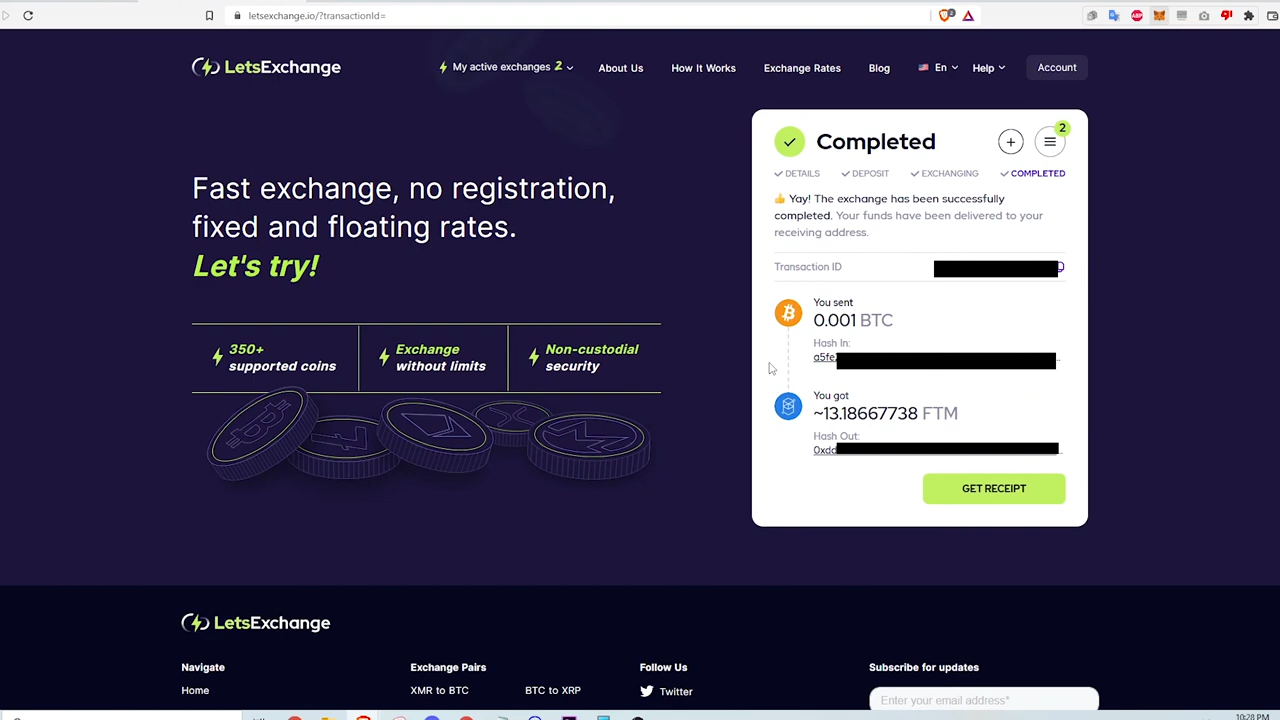 letsexchange.io/?transactionId=
2
ABP
LetsExchange
My active exchanges 2
About Us
How It Works
Exchange Rates
Blog
En
Help
Account
Fast exchange, no registration,
fixed and floating rates.
Let's try!
350+
supported coins
Exchange
without limits
Non-custodial
security
Completed
2
DETAILS
DEPOSIT
EXCHANGING
COMPLETED
Yay! The exchange has been successfully
completed. Your funds have been delivered to your
receiving address.
Transaction ID
You sent
0.001 BTC
Hash In:
a5fe
You got
~13.18667738 FTM
Hash Out:
0xdd
GET RECEIPT
LetsExchange
Navigate
Exchange Pairs
Follow Us
Subscribe for updates
Home
XMR to BTC
BTC to XRP
Twitter
Enter your email address*
10:28 PM